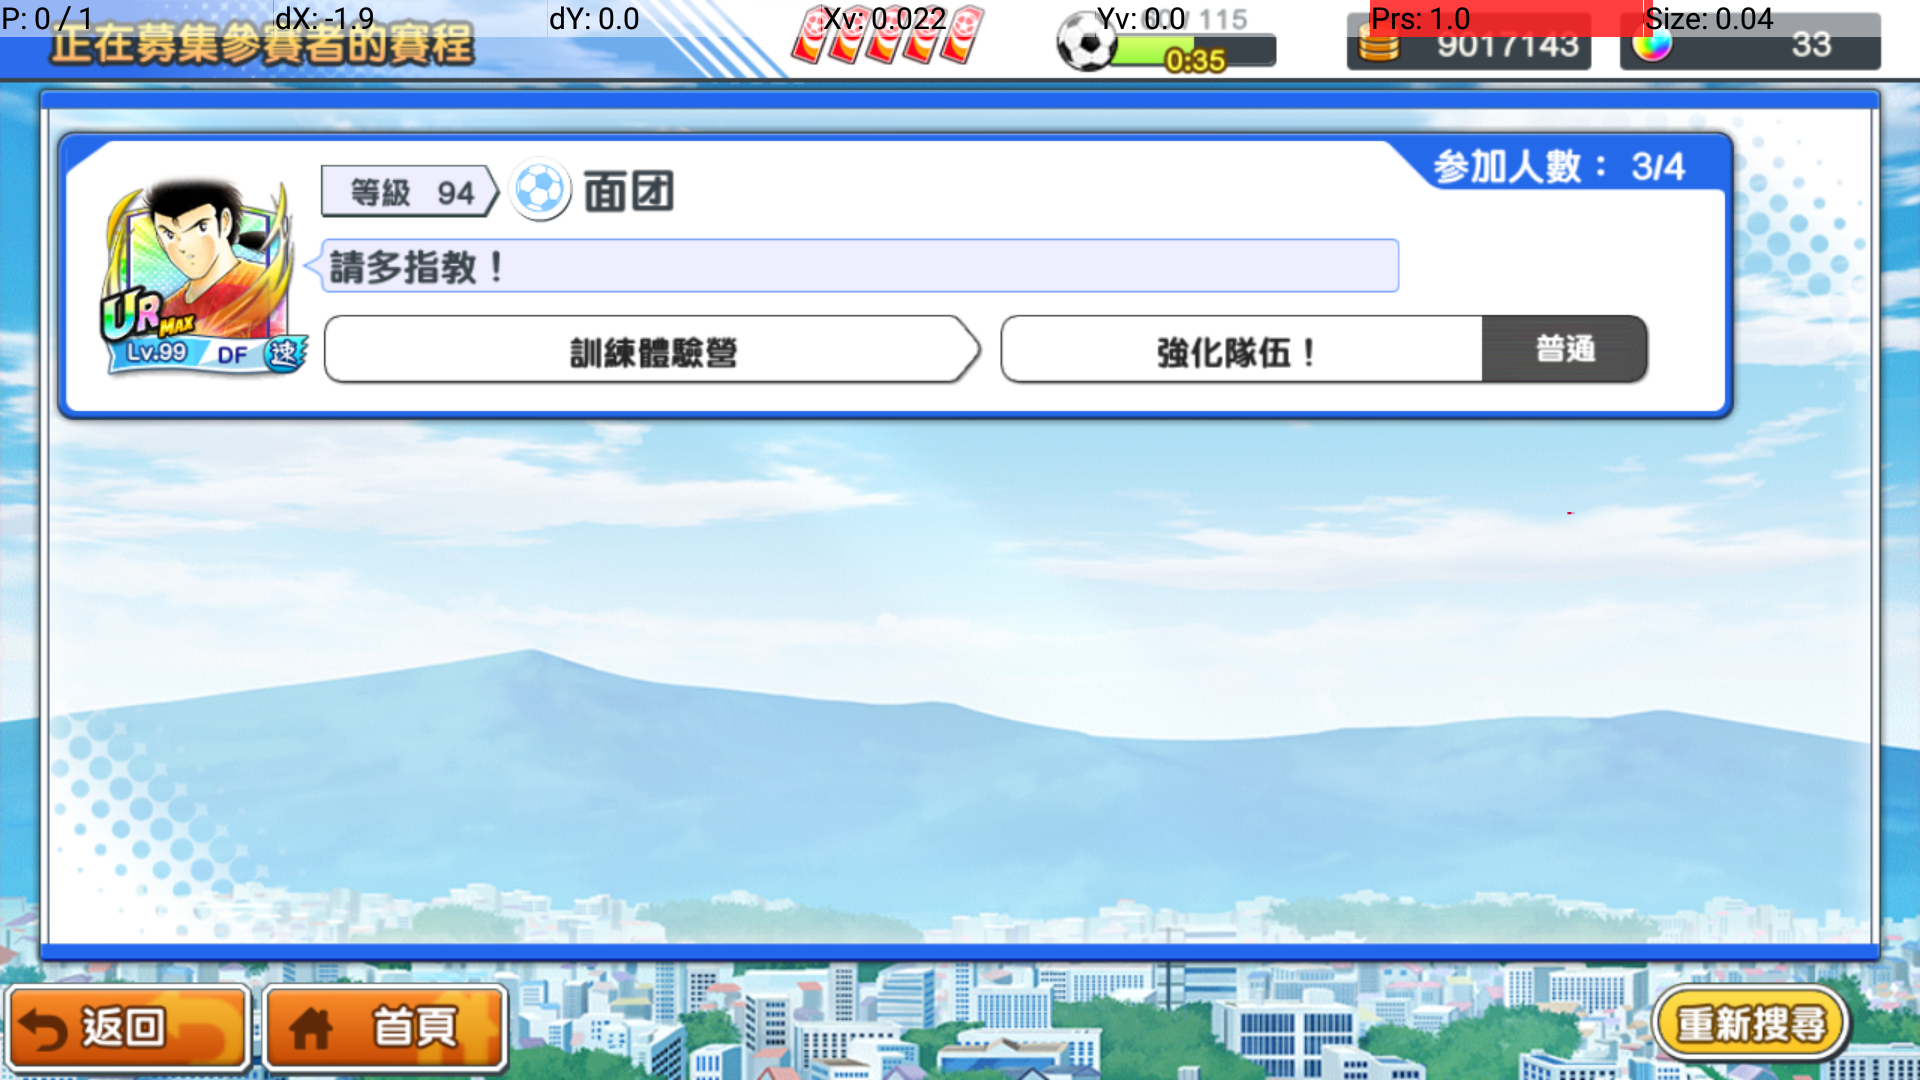 P: 0 / 1 dX: -1.9 dY: 0.0 Xv: 0.022 Yv: 0.0 Prs: 1.0 Size: 0.04
正在募集參賽者的賽程
115
0:35
9017143
33
參加人數： 3/4
等級 94 面团
請多指教！
UR MAX
Lv.99 DF 速
訓練體驗營
強化隊伍！ 普通
返回 首頁 重新搜尋